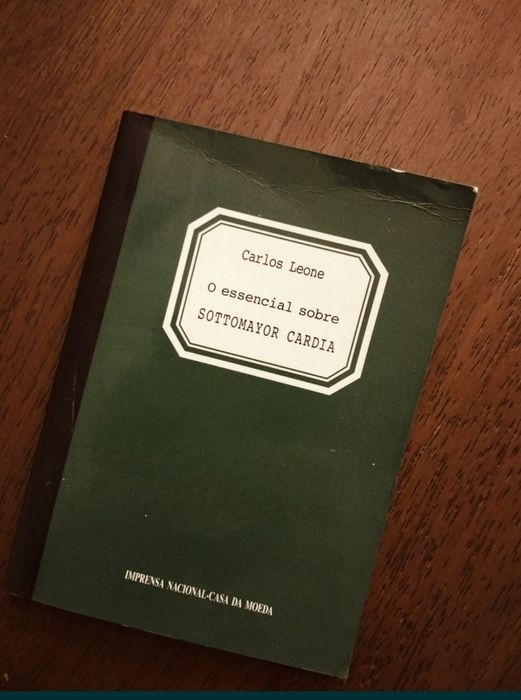 Carlos Leone
O essencial sobre
SOTTOMAYOR CARDIA
IMPRENSA NACIONAL-CASA DA MOEDA